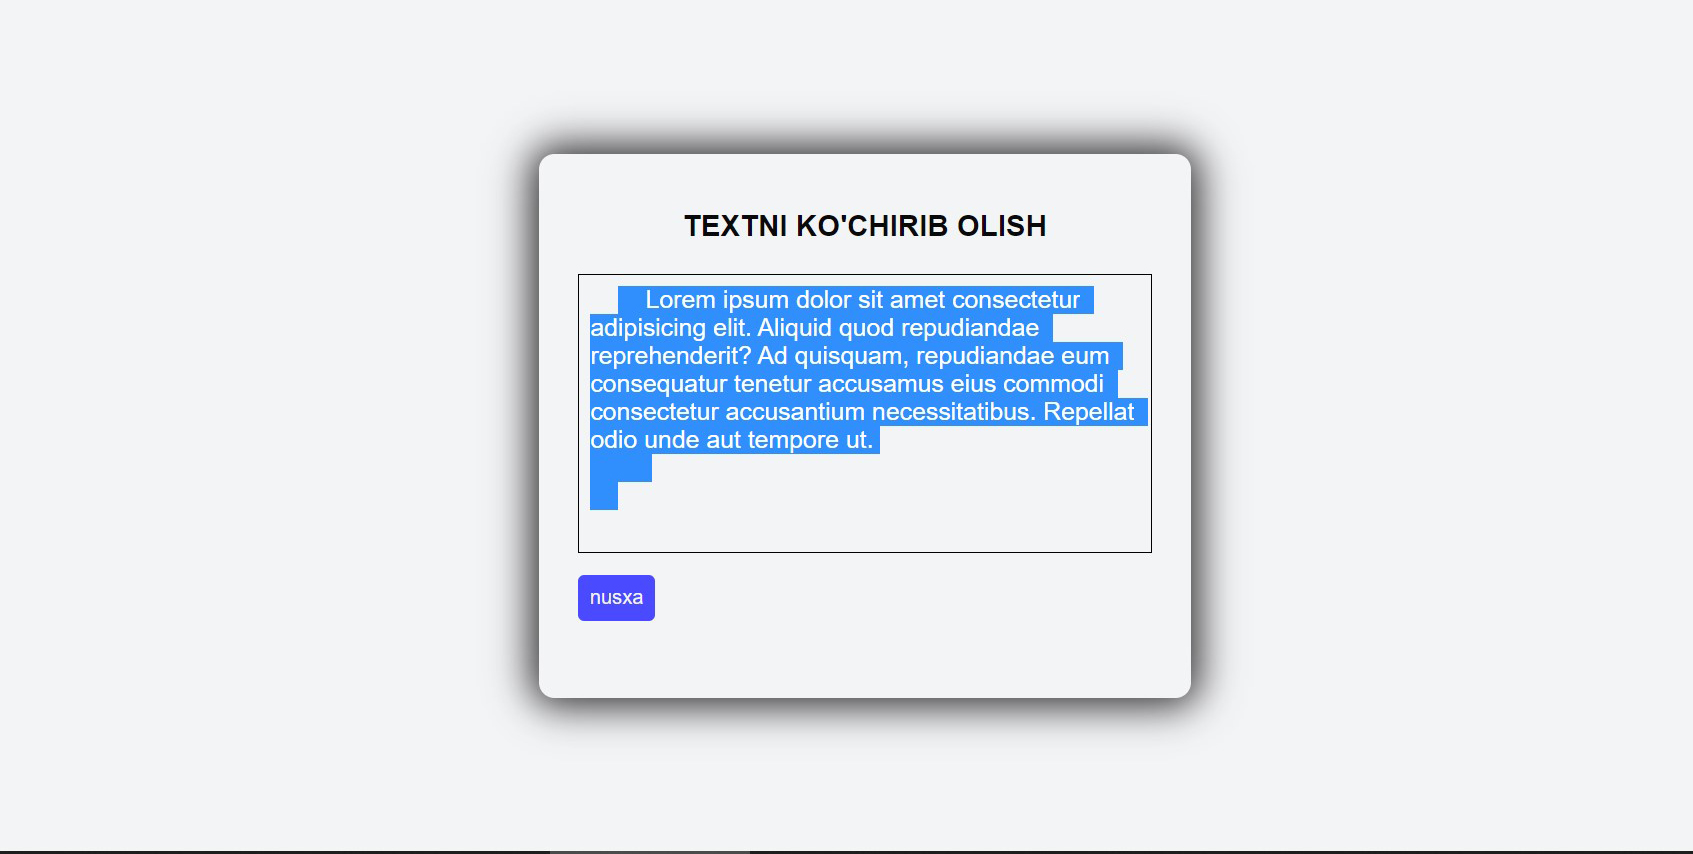 TEXTNI KO'CHIRIB OLISH
Lorem ipsum dolor sit amet consectetur
adipisicing elit. Aliquid quod repudiandae
reprehenderit? Ad quisquam, repudiandae eum
consequatur tenetur accusamus eius commodi
consectetur accusantium necessitatibus. Repellat
odio unde aut tempore ut.
nusxa